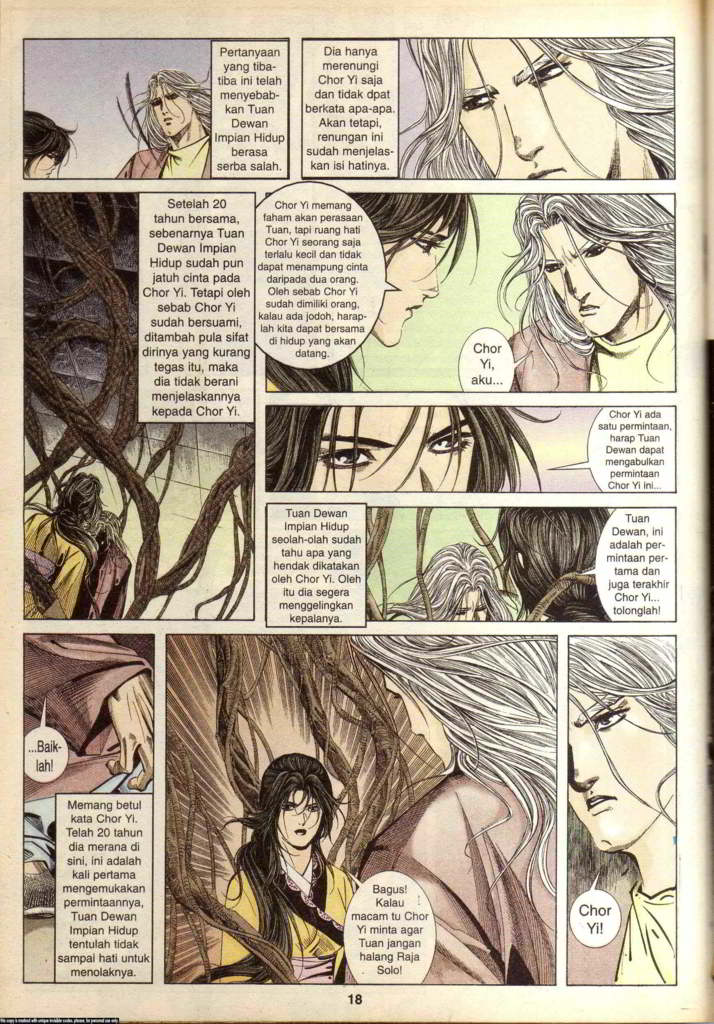 Pertanyaan
yang tiba-
tiba ini telah
menyebab-
kan Tuan
Dewan
Impian Hidup
berasa
serba salah.
Dia hanya
merenungi
Chor Yi saja
dan tidak dpat
berkata apa-apa.
Akan tetapi,
renungan ini
sudah menjelas-
kan isi hatinya.
Setelah 20
tahun bersama,
sebenarnya Tuan
Dewan Impian
Hidup sudah pun
jatuh cinta pada
Chor Yi. Tetapi oleh
sebab Chor Yi
sudah bersuami,
ditambah pula sifat
dirinya yang kurang
tegas itu, maka
dia tidak berani
menjelaskannya
kepada Chor Yi.
Chor Yi memang
faham akan perasaan
Tuan, tapi ruang hati
Chor Yi seorang saja
terlalu kecil dan tidak
dapat menampung cinta
daripada dua orang.
Oleh sebab Chor Yi
sudah dimiliki orang,
kalau ada jodoh, harap-
lah kita dapat bersama
di hidup yang akan
datang.
Chor
Yi,
aku...
Chor Yi ada
satu permintaan,
harap Tuan
Dewan dapat
mengabulkan
permintaan
Chor Yi ini...
Tuan Dewan
Impian Hidup
seolah-olah sudah
tahu apa yang
hendak dikatakan
oleh Chor Yi. Oleh
itu dia segera
menggelingkan
kepalanya.
Tuan
Dewan, ini
adalah per-
mintaan per-
tama dan
juga terakhir
Chor Yi...
tolonglah!
...Baik-
lah!
Memang betul
kata Chor Yi.
Telah 20 tahun
dia merana di
sini, ini adalah
kali pertama
mengemukakan
permintaannya,
Tuan Dewan
Impian Hidup
tentulah tidak
sampai hati untuk
menolaknya.
Bagus!
Kalau
macam tu Chor
Yi minta agar
Tuan jangan
halang Raja
Solo!
Chor
Yi!
18